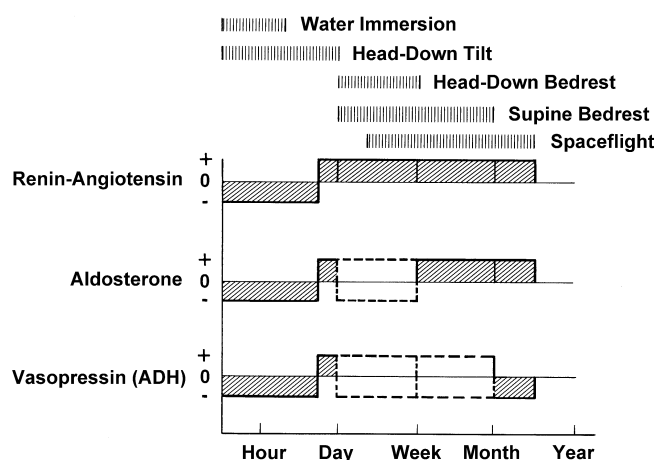 Water Immersion
Head-Down Tilt
Head-Down Bedrest
Supine Bedrest
Spaceflight
Renin-Angiotensin + 0 -
Aldosterone + 0 -
Vasopressin (ADH) + 0 -
Hour Day Week Month Year